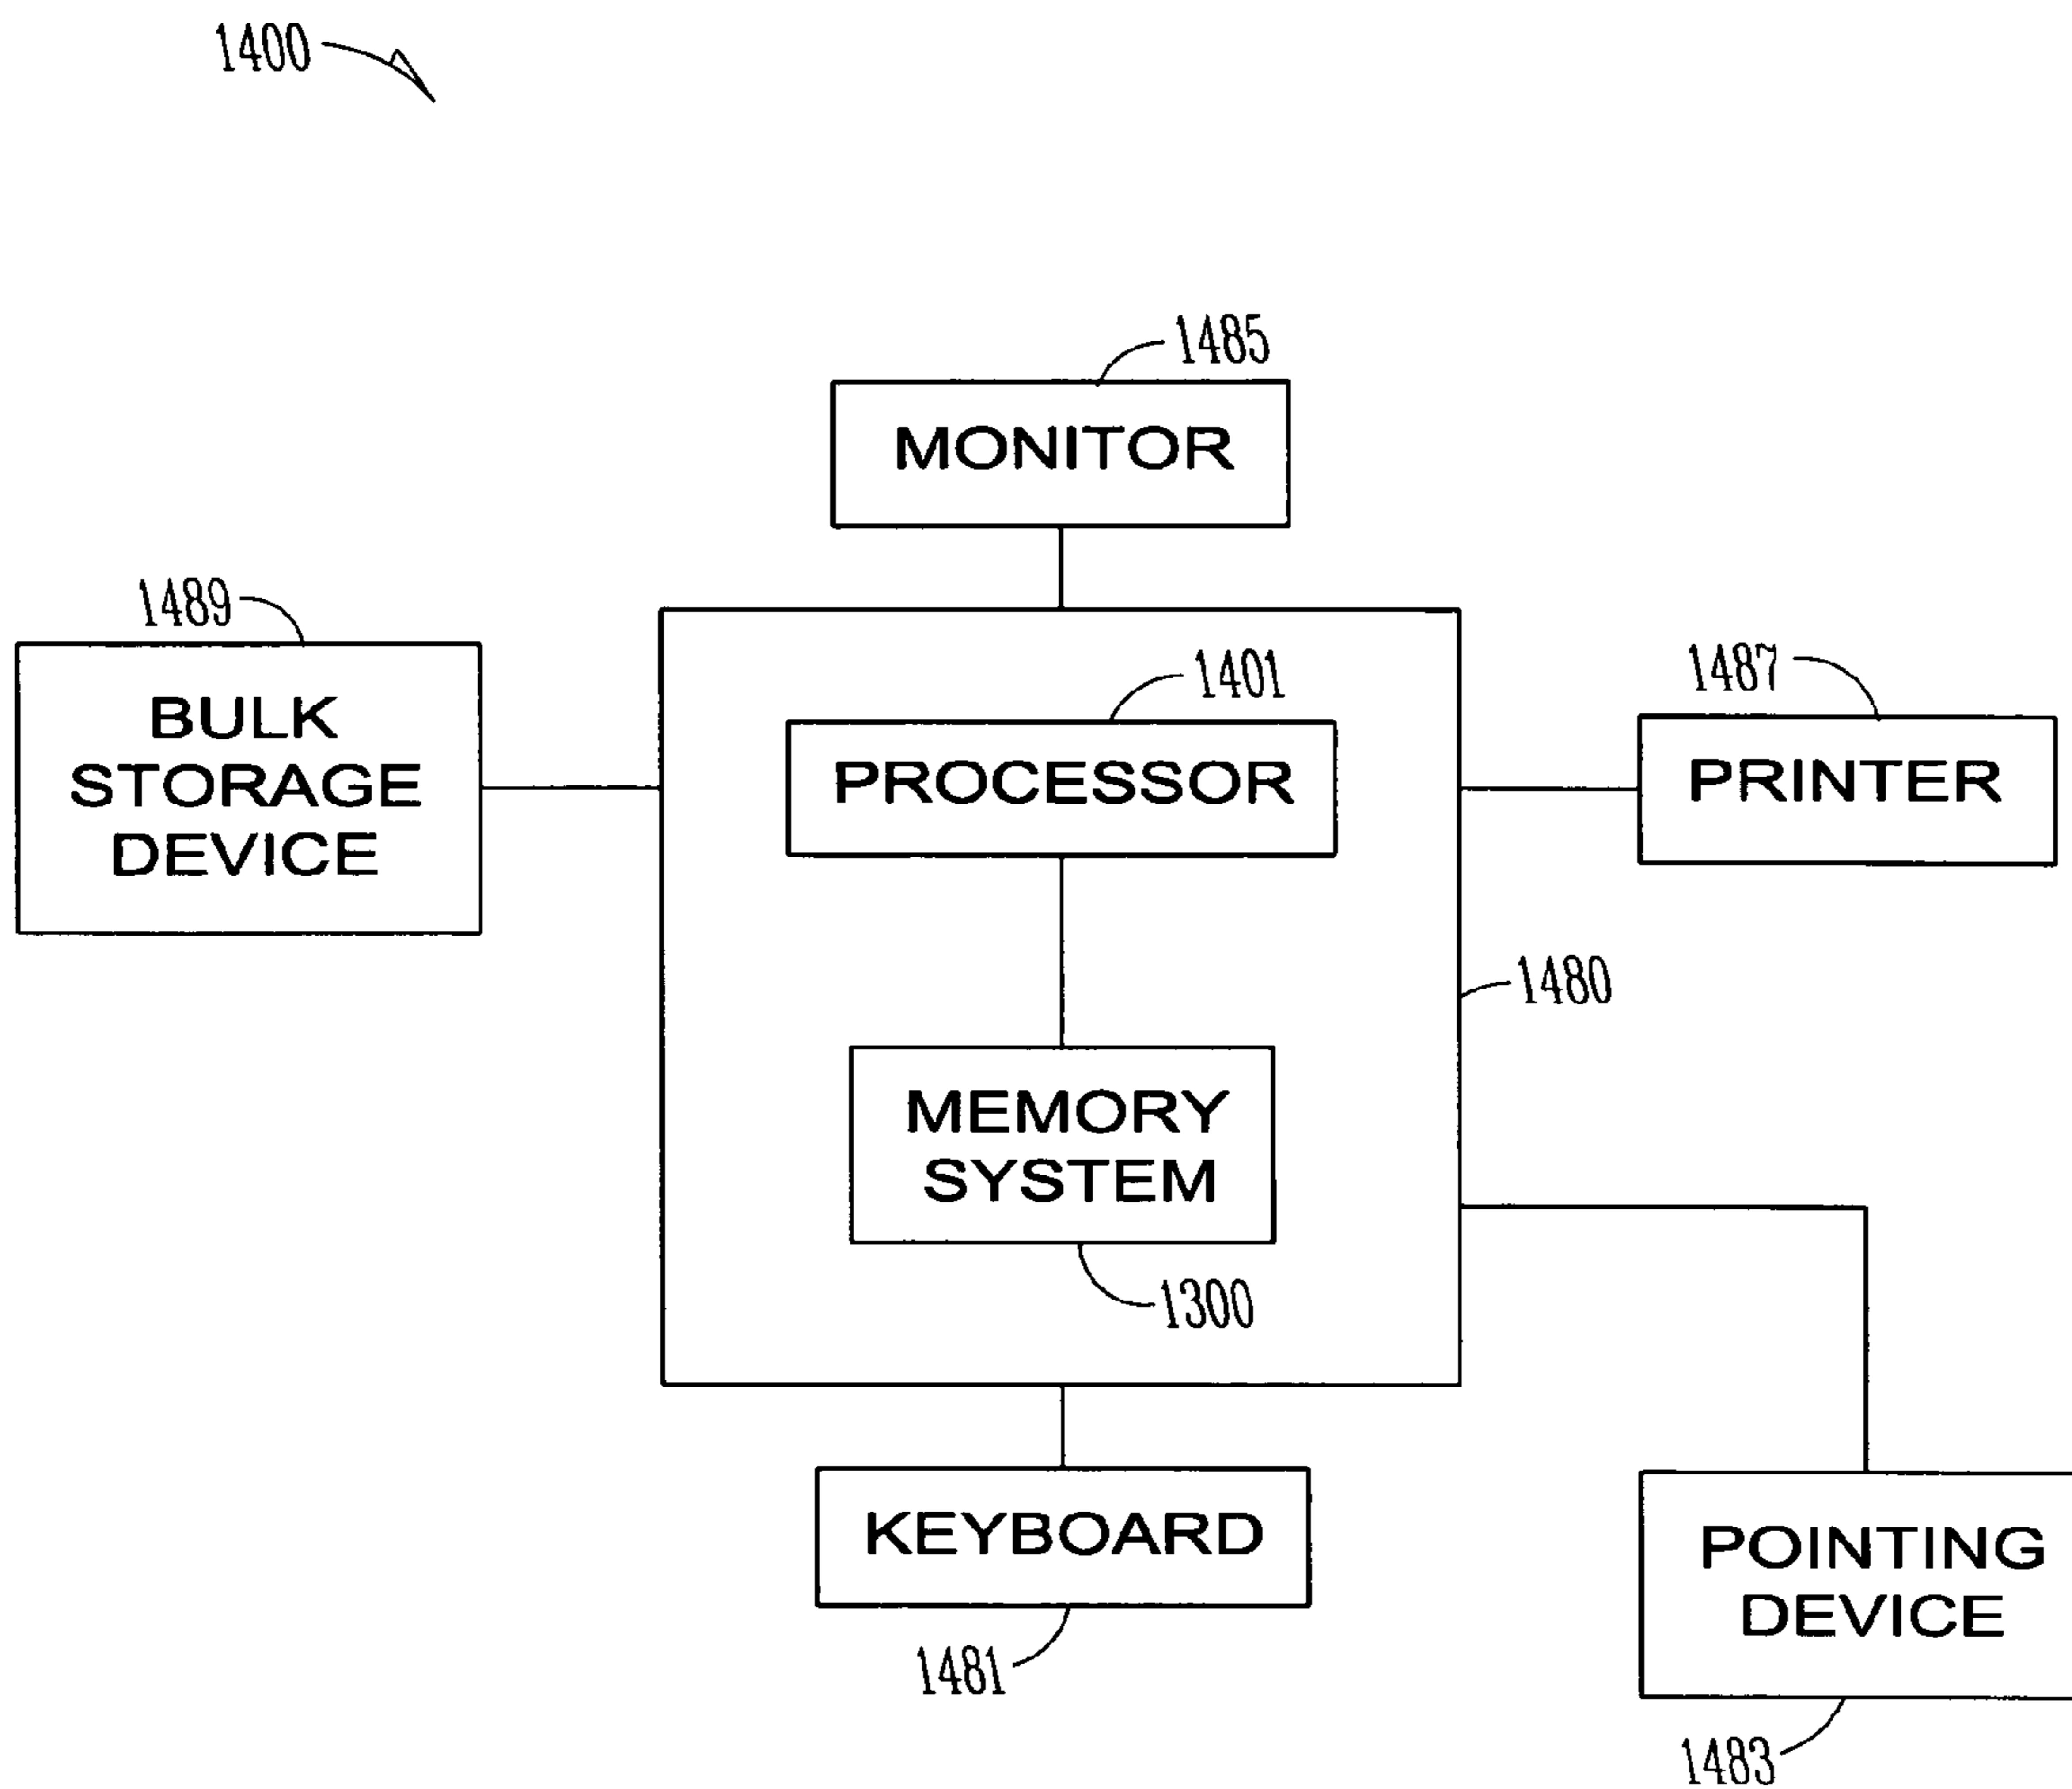 1400
1485
MONITOR
1489
BULK
STORAGE
DEVICE
1401
PROCESSOR
1487
PRINTER
1480
MEMORY
SYSTEM
1300
KEYBOARD
1481
POINTING
DEVICE
1483